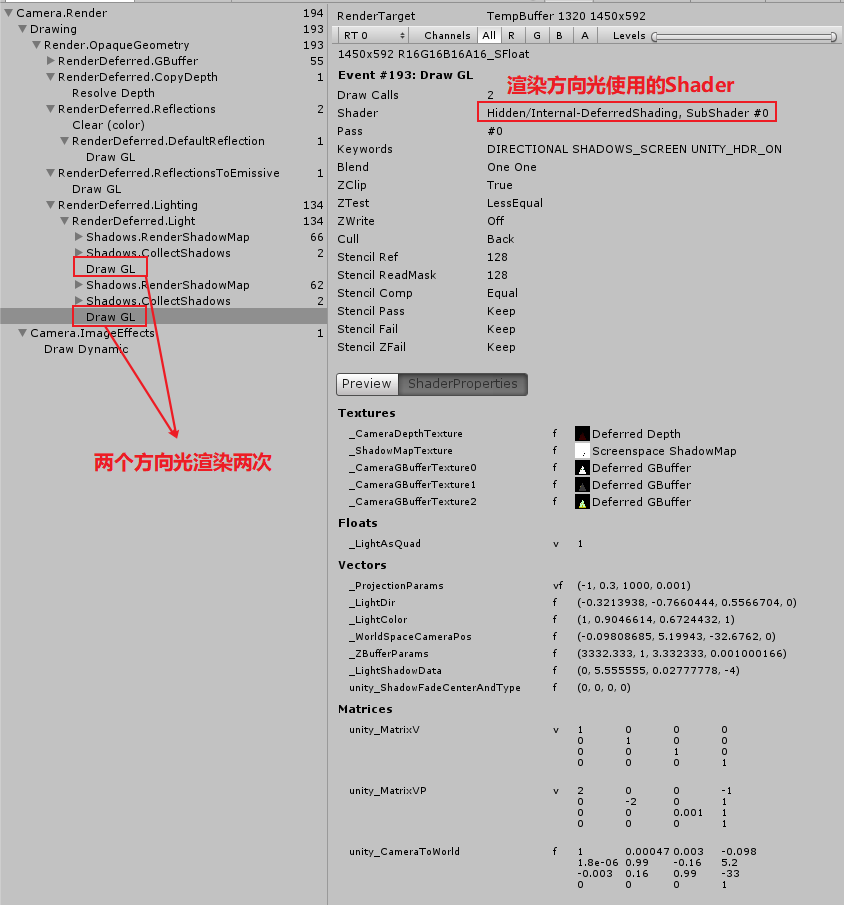 Camera.Render 194
Drawing 193
Render.OpaqueGeometry 193
RenderDeferred.GBuffer 55
RenderDeferred.CopyDepth 1
Resolve Depth
RenderDeferred.Reflections 2
Clear (color)
RenderDeferred.DefaultReflection 1
Draw GL
RenderDeferred.ReflectionsToEmissive 1
Draw GL
RenderDeferred.Lighting 134
RenderDeferred.Light 134
Shadows.RenderShadowMap 66
Shadows.CollectShadows 2
Draw GL
Shadows.RenderShadowMap 62
Shadows.CollectShadows 2
Draw GL
Camera.ImageEffects 1
Draw Dynamic
两个方向光渲染两次
RenderTarget TempBuffer 1320 1450x592
RT 0 Channels All R G B A Levels
1450x592 R16G16B16A16_SFloat
Event #193: Draw GL
渲染方向光使用的Shader
Draw Calls 2
Shader Hidden/Internal-DeferredShading, SubShader #0
Pass #0
Keywords DIRECTIONAL SHADOWS_SCREEN UNITY_HDR_ON
Blend One One
ZClip True
ZTest LessEqual
ZWrite Off
Cull Back
Stencil Ref 128
Stencil ReadMask 128
Stencil Comp Equal
Stencil Pass Keep
Stencil Fail Keep
Stencil ZFail Keep
Preview ShaderProperties
Textures
_CameraDepthTexture f Deferred Depth
_ShadowMapTexture f Screenspace ShadowMap
_CameraGBufferTexture0 f Deferred GBuffer
_CameraGBufferTexture1 f Deferred GBuffer
_CameraGBufferTexture2 f Deferred GBuffer
Floats
_LightAsQuad v 1
Vectors
_ProjectionParams vf (-1, 0.3, 1000, 0.001)
_LightDir f (-0.3213938, -0.7660444, 0.5566704, 0)
_LightColor f (1, 0.9046614, 0.6724432, 1)
_WorldSpaceCameraPos f (-0.09808685, 5.19943, -32.6762, 0)
_ZBufferParams f (3332.333, 1, 3.332333, 0.001000166)
_LightShadowData f (0, 5.555555, 0.02777778, -4)
unity_ShadowFadeCenterAndType f (0, 0, 0, 0)
Matrices
unity_MatrixV v 1 0 0 0
0 1 0 0
0 0 1 0
0 0 0 1
unity_MatrixVP v 2 0 0 -1
0 -2 0 1
0 0 0.001 1
0 0 0 1
unity_CameraToWorld f 1 0.00047 0.003 -0.098
1.8e-06 0.99 -0.16 5.2
-0.003 0.16 0.99 -33
0 0 0 1